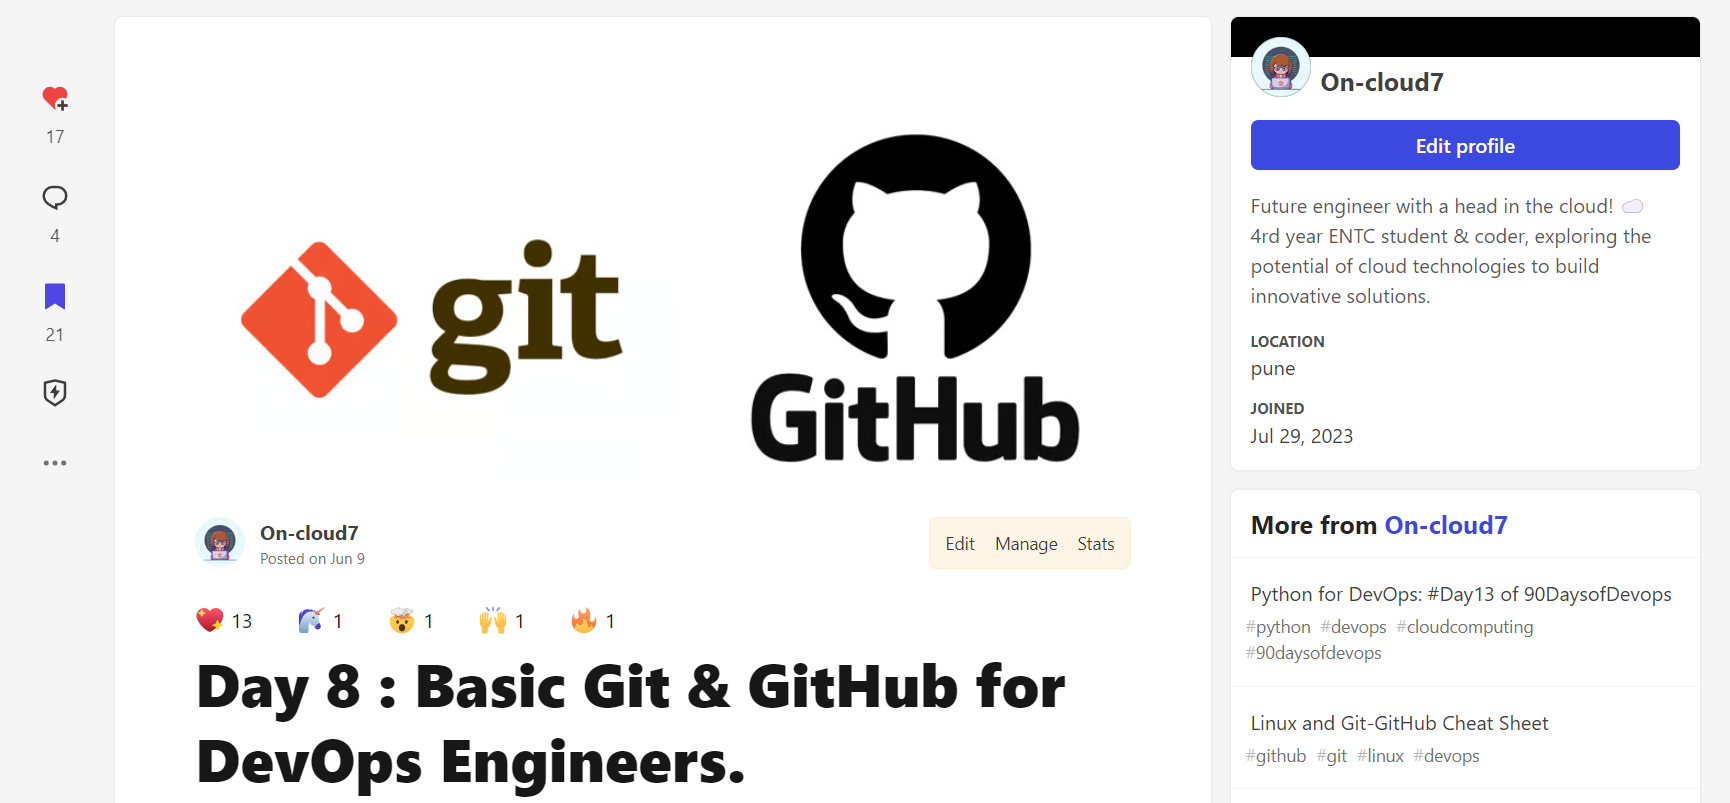 17
4
21
git
GitHub
On-cloud7
Posted on Jun 9
Edit Manage Stats
13 1 1 1 1
Day 8 : Basic Git & GitHub for
DevOps Engineers.
On-cloud7
Edit profile
Future engineer with a head in the cloud!
4rd year ENTC student & coder, exploring the
potential of cloud technologies to build
innovative solutions.
LOCATION
pune
JOINED
Jul 29, 2023
More from On-cloud7
Python for DevOps: #Day13 of 90DaysofDevops
#python #devops #cloudcomputing
#90daysofdevops
Linux and Git-GitHub Cheat Sheet
#github #git #linux #devops